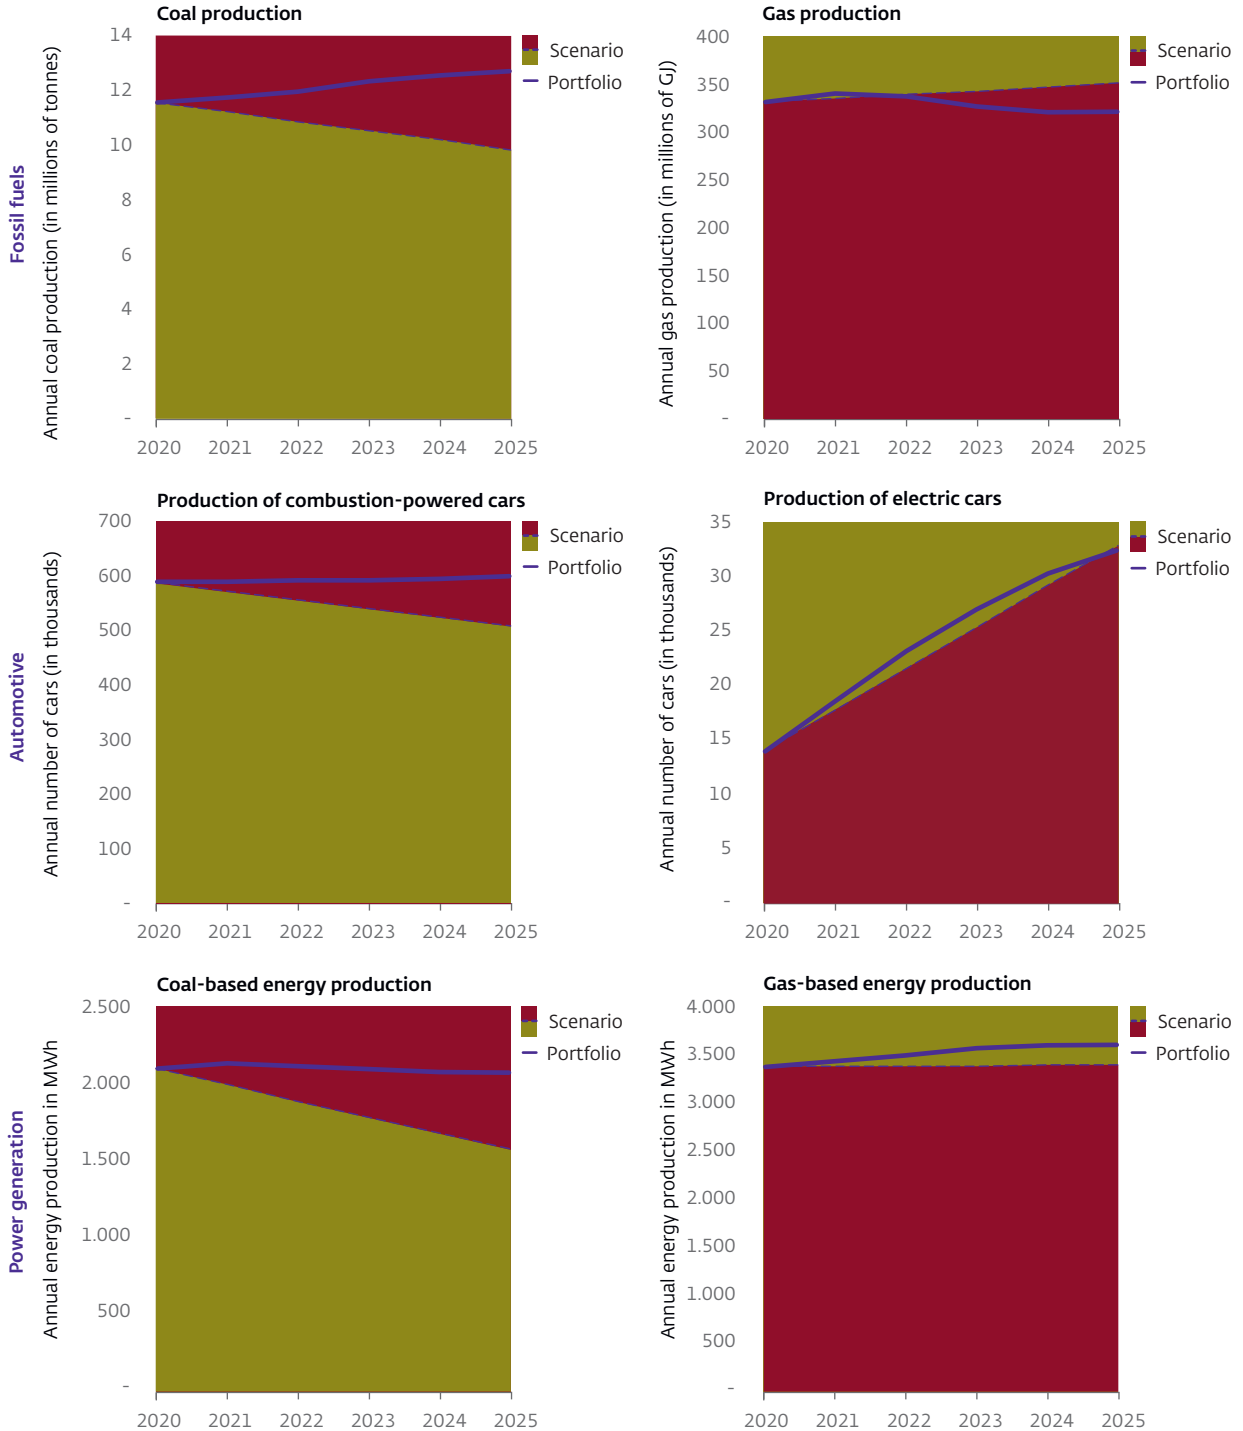 Coal production
Fossil fuels
Annual coal production (in millions of tonnes)
14
12
10
8
6
4
2
-
2020 2021 2022 2023 2024 2025
Scenario
Portfolio
Gas production
Annual gas production (in millions of GJ)
400
350
300
250
200
150
100
50
-
2020 2021 2022 2023 2024 2025
Scenario
Portfolio
Production of combustion-powered cars
Automotive
Annual number of cars (in thousands)
700
600
500
400
300
200
100
-
2020 2021 2022 2023 2024 2025
Scenario
Portfolio
Production of electric cars
Annual number of cars (in thousands)
35
30
25
20
15
10
5
-
2020 2021 2022 2023 2024 2025
Scenario
Portfolio
Coal-based energy production
Power generation
Annual energy production in MWh
2.500
2.000
1.500
1.000
500
-
2020 2021 2022 2023 2024 2025
Scenario
Portfolio
Gas-based energy production
Annual energy production in MWh
4.000
3.500
3.000
2.500
2.000
1.500
1.000
500
-
2020 2021 2022 2023 2024 2025
Scenario
Portfolio